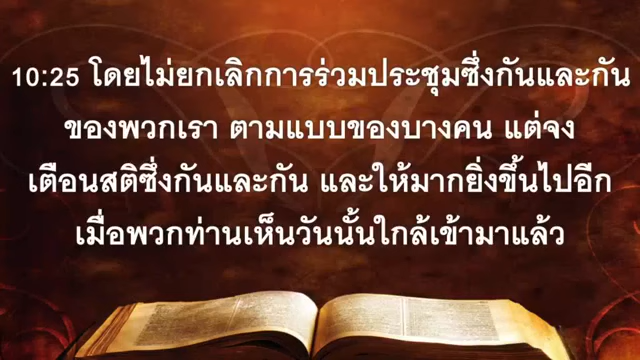 10:25 โดยไม่ยกเลิกการร่วมประชุมซึ่งกันและกัน
ของพวกเรา ตามแบบของบางคน แต่จง
เตือนสติซึ่งกันและกัน และให้มากยิ่งขึ้นไปอีก
เมื่อพวกท่านเห็นวันนั้นใกล้เข้ามาแล้ว